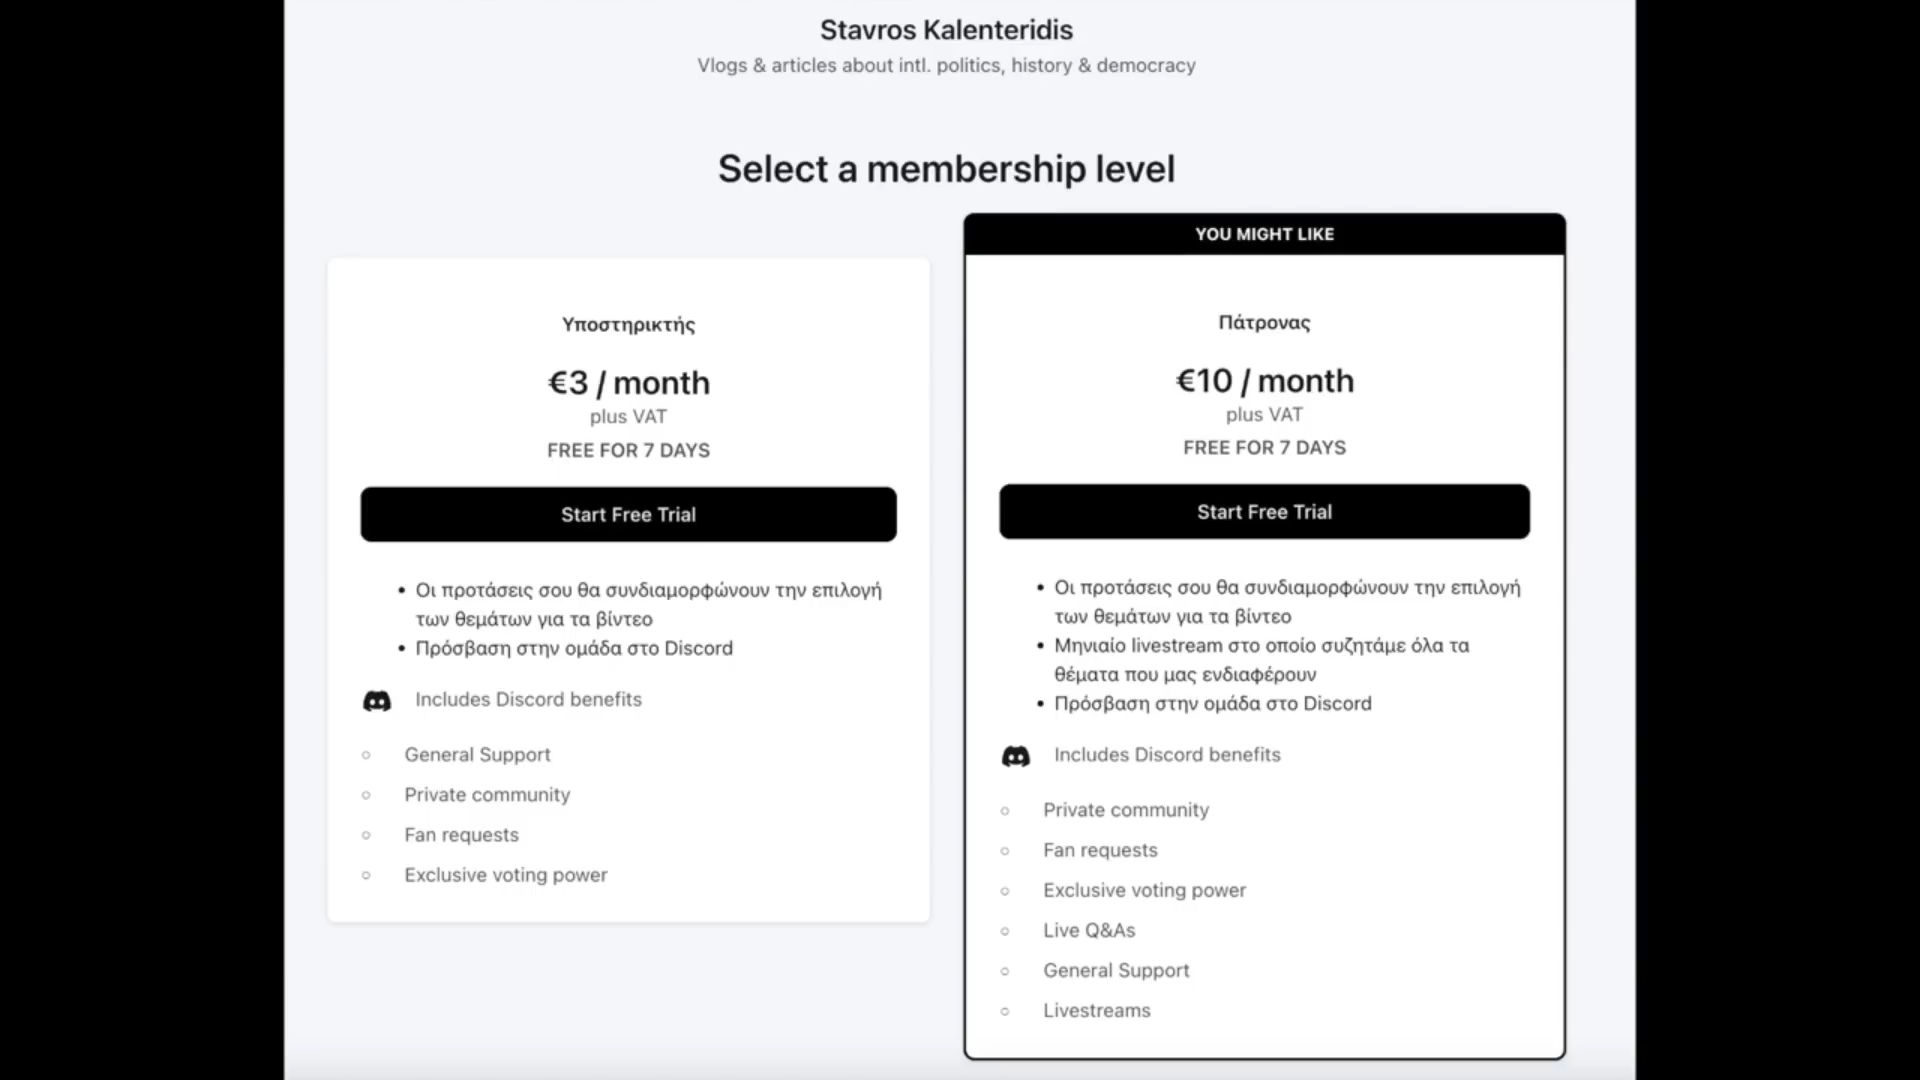 Stavros Kalenteridis
Vlogs & articles about intl. politics, history & democracy
Select a membership level
Υποστηρικτής
€3 / month
plus VAT
FREE FOR 7 DAYS
Start Free Trial
• Οι προτάσεις σου θα συνδιαμορφώνουν την επιλογή
των θεμάτων για τα βίντεο
• Πρόσβαση στην ομάδα στο Discord
Includes Discord benefits
General Support
Private community
Fan requests
Exclusive voting power
YOU MIGHT LIKE
Πάτρονας
€10 / month
plus VAT
FREE FOR 7 DAYS
Start Free Trial
• Οι προτάσεις σου θα συνδιαμορφώνουν την επιλογή
των θεμάτων για τα βίντεο
• Μηνιαίο livestream στο οποίο συζητάμε όλα τα
θέματα που μας ενδιαφέρουν
• Πρόσβαση στην ομάδα στο Discord
Includes Discord benefits
Private community
Fan requests
Exclusive voting power
Live Q&As
General Support
Livestreams